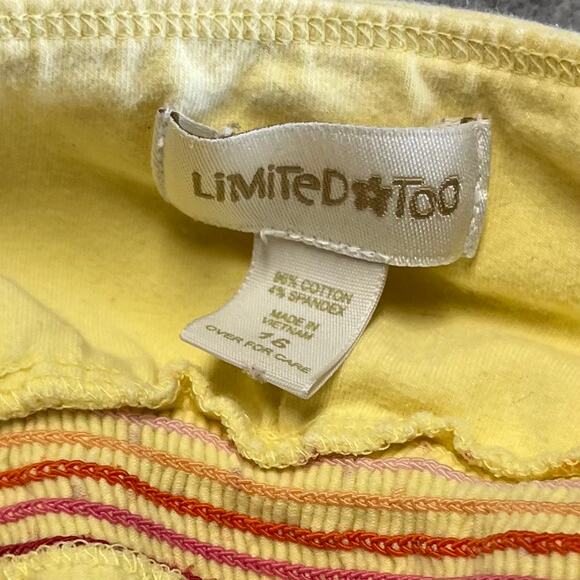 LiMiTeD TOO
96% COTTON
4% SPANDEX
MADE IN
VIETNAM
16
OVER FOR CARE